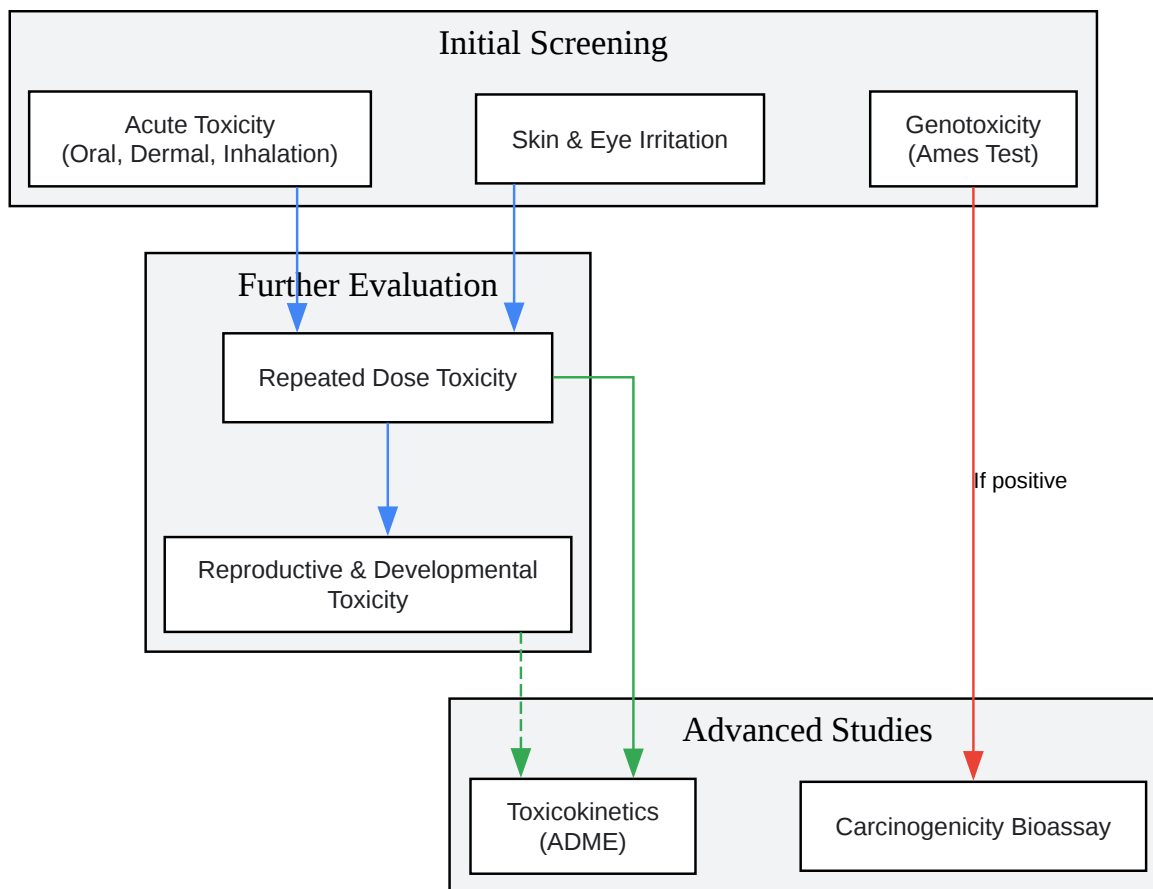 Initial Screening
Acute Toxicity
(Oral, Dermal, Inhalation)
Skin & Eye Irritation
Genotoxicity
(Ames Test)
Further Evaluation
Repeated Dose Toxicity
If positive
Reproductive & Developmental
Toxicity
Advanced Studies
Toxicokinetics
(ADME)
Carcinogenicity Bioassay